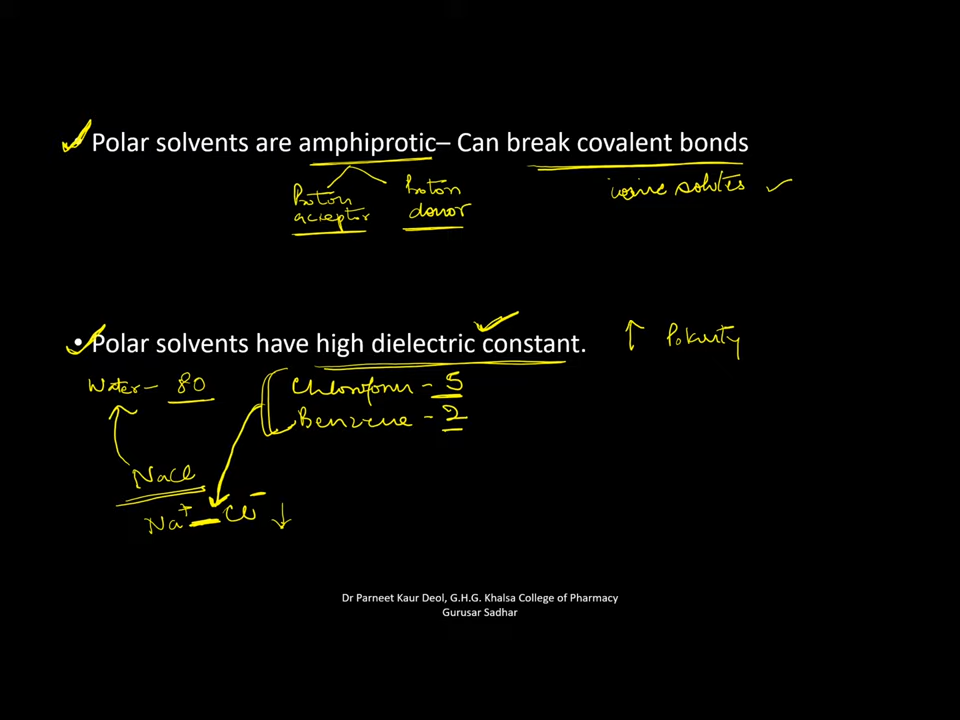 Polar solvents are amphiprotic– Can break covalent bonds
Proton acceptor
Proton donor
ionic solutes
• Polar solvents have high dielectric constant.
↑ Polarity
Water – 80
Chloroform – 5
Benzene – 2
NaCl
Na+ – Cl- ↓
Dr Parneet Kaur Deol, G.H.G. Khalsa College of Pharmacy
Gurusar Sadhar